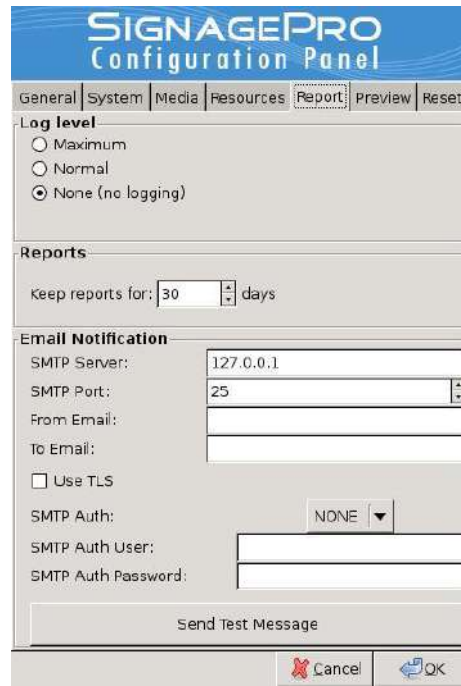 SIGNAGEPRO
Configuration Panel
General System Media Resources Report Preview Reset
Log level
Maximum
Normal
None (no logging)
Reports
Keep reports for: 30 days
Email Notification
SMTP Server: 127.0.0.1
SMTP Port: 25
From Email:
To Email:
Use TLS
SMTP Auth: NONE
SMTP Auth User:
SMTP Auth Password:
Send Test Message
Cancel OK